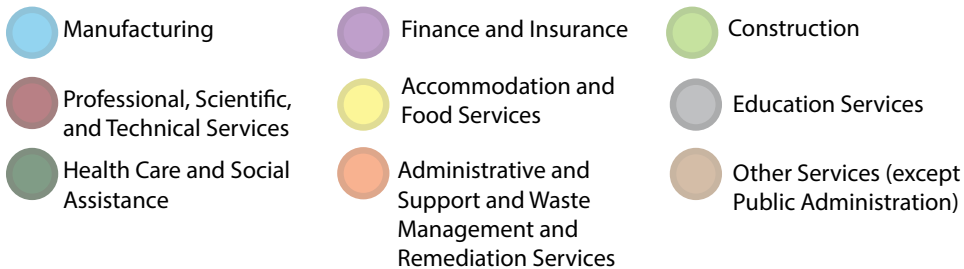 Manufacturing
Professional, Scientific,
and Technical Services
Health Care and Social
Assistance
Finance and Insurance
Accommodation and
Food Services
Administrative and
Support and Waste
Management and
Remediation Services
Construction
Education Services
Other Services (except
Public Administration)